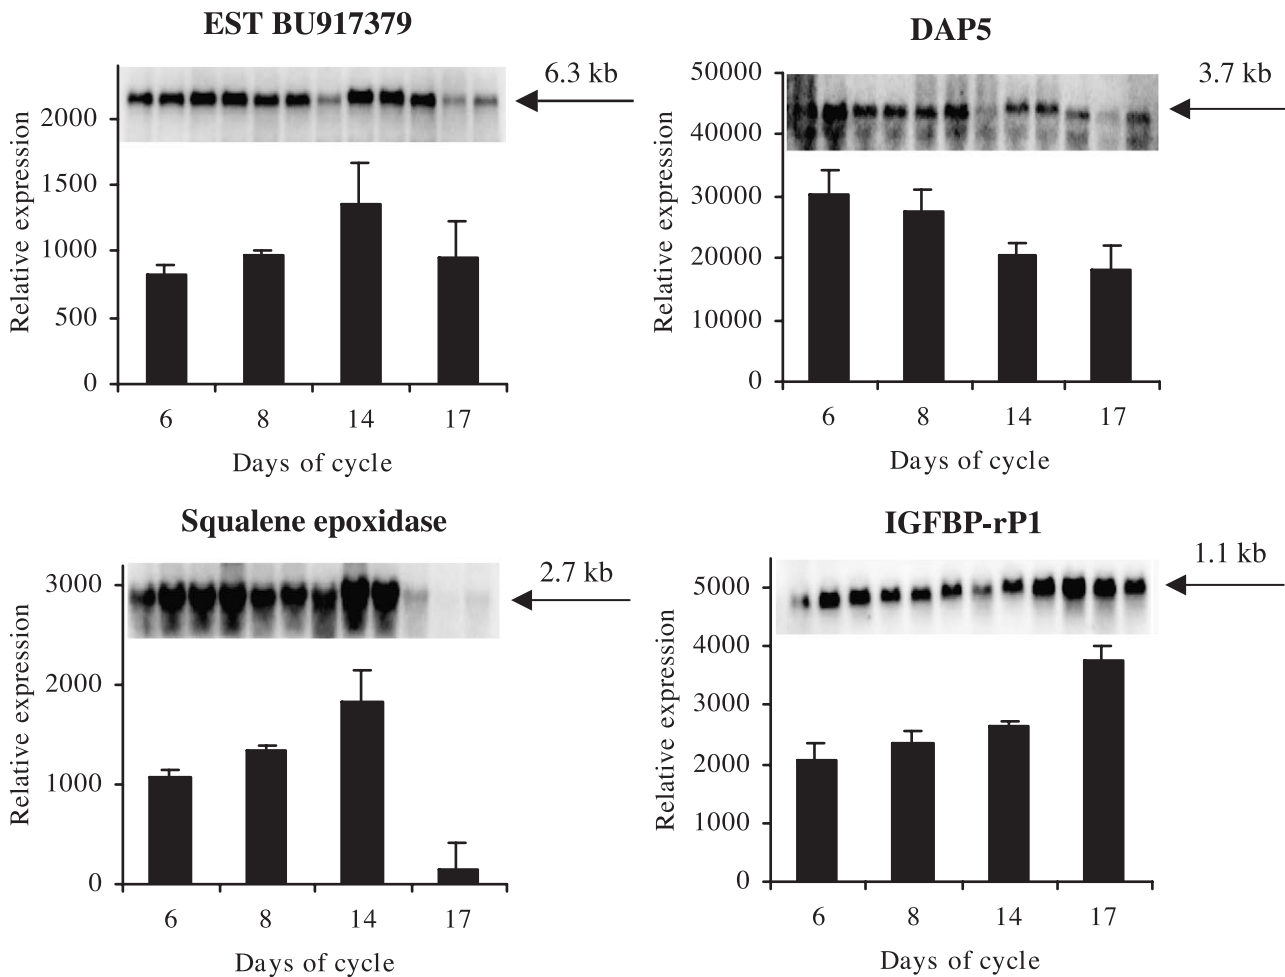 EST BU917379
6.3 kb
Relative expression
2000
1500
1000
500
0
6 8 14 17
Days of cycle
DAP5
3.7 kb
Relative expression
50000
40000
30000
20000
10000
0
6 8 14 17
Days of cycle
Squalene epoxidase
2.7 kb
Relative expression
3000
2000
1000
0
6 8 14 17
Days of cycle
IGFBP-rP1
1.1 kb
Relative expression
5000
4000
3000
2000
1000
0
6 8 14 17
Days of cycle